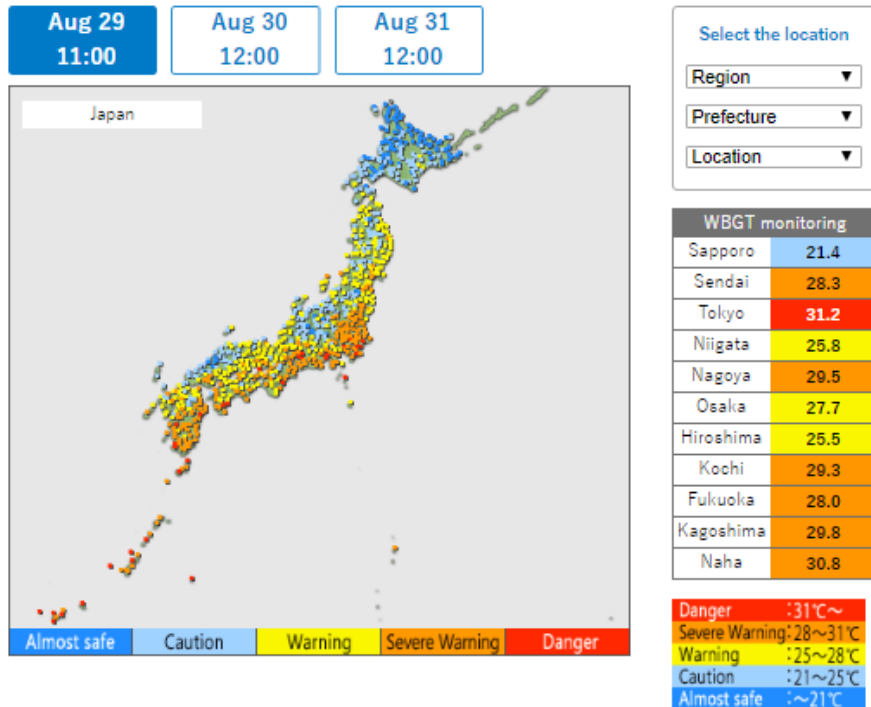 Aug 29
11:00
Aug 30
12:00
Aug 31
12:00
Japan
Almost safe
Caution
Warning
Severe Warning
Danger
Select the location
Region ▼
Prefecture ▼
Location ▼
WBGT monitoring
Sapporo 21.4
Sendai 28.3
Tokyo 31.2
Niigata 25.8
Nagoya 29.5
Osaka 27.7
Hiroshima 25.5
Kochi 29.3
Fukuoka 28.0
Kagoshima 29.8
Naha 30.8
Danger :31℃～
Severe Warning:28～31℃
Warning :25～28℃
Caution :21～25℃
Almost safe :～21℃